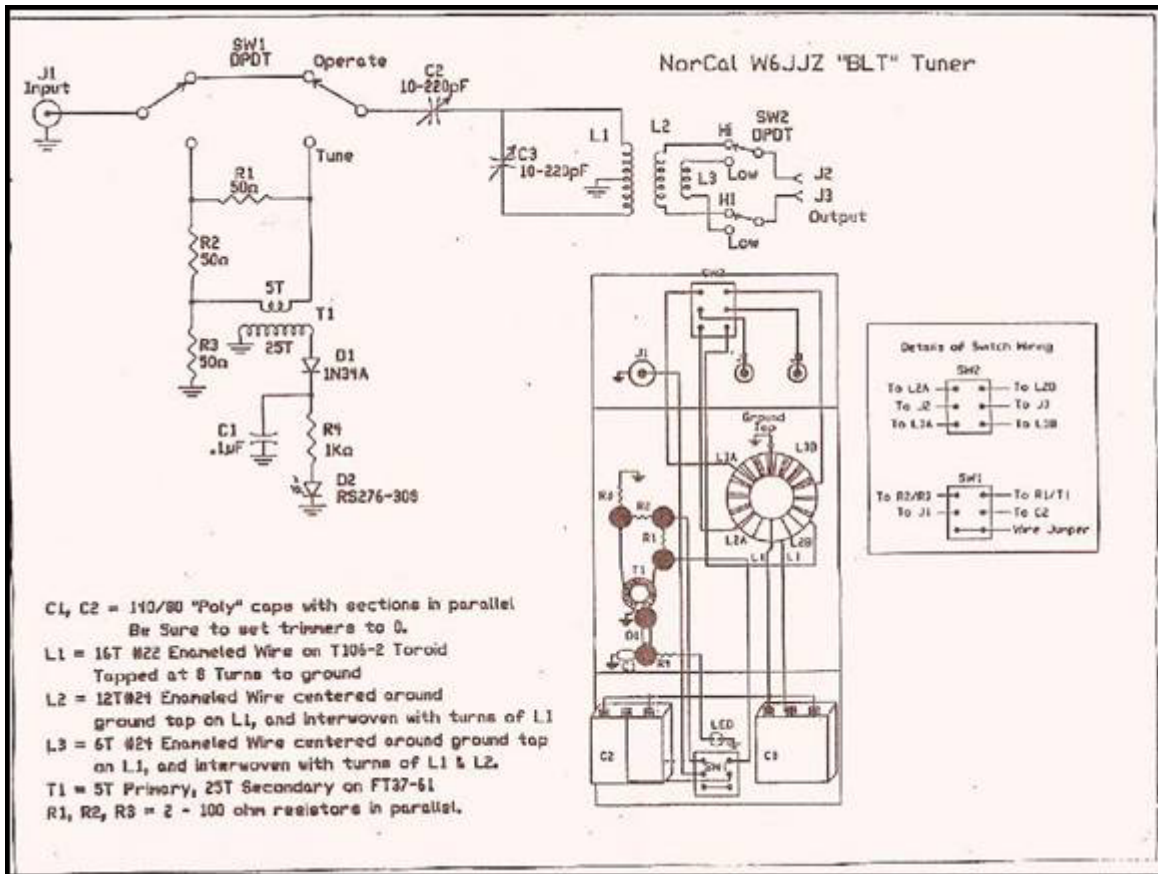 NorCal W6JJZ "BLT" Tuner
SW1
DPDT
Operate
J1
Input
C2
10-220pF
Tune
C3
10-220pF
L1
L2
L3
Hi
SW2
DPDT
Low
J2
J3
Output
Hi
Low
R1
50Ω
R2
50Ω
5T
T1
25T
R3
50Ω
D1
1N34A
C1
.1µF
R4
1KΩ
D2
RS276-309
J1
Ground
Tap
L3A
L3B
R3
R2
R1
L2A
L2B
L1
L1
T1
D1
C1
R4
LED
C2
SW1
C3
Details of Switch Wiring
SW2
To L2A
To L2B
To J2
To J3
To L3A
To L3B
SW1
To R2/R3
To R1/T1
To J1
To C2
Wire Jumper
C1, C2 = 140/80 "Poly" caps with sections in parallel
Be Sure to set trimmers to 0.
L1 = 16T #22 Enameled Wire on T106-2 Toroid
Tapped at 8 Turns to ground
L2 = 12T#24 Enameled Wire centered around
ground tap on L1, and interwoven with turns of L1
L3 = 6T #24 Enameled Wire centered around ground tap
on L1, and interwoven with turns of L1 & L2.
T1 = 5T Primary, 25T Secondary on FT37-61
R1, R2, R3 = 2 - 100 ohm resistors in parallel.